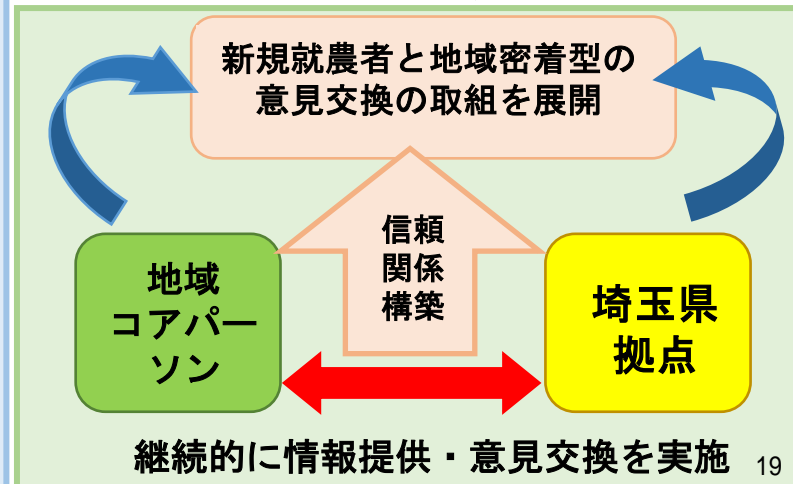 新規就農者と地域密着型の
意見交換の取組を展開
信頼
関係
構築
地域
コアパー
ソン
埼玉県
拠点
継続的に情報提供・意見交換を実施
19